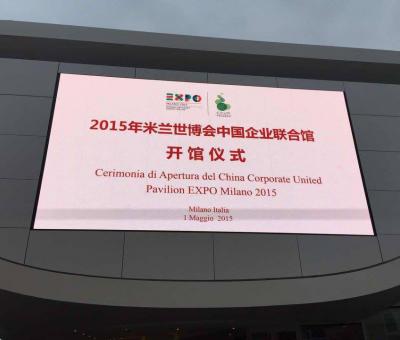 EXPO
2015年米兰世博会中国企业联合馆
开馆仪式
Cerimonia di Apertura del China Corporate United
Pavilion EXPO Milano 2015
Milano Italia
1 Maggio 2015